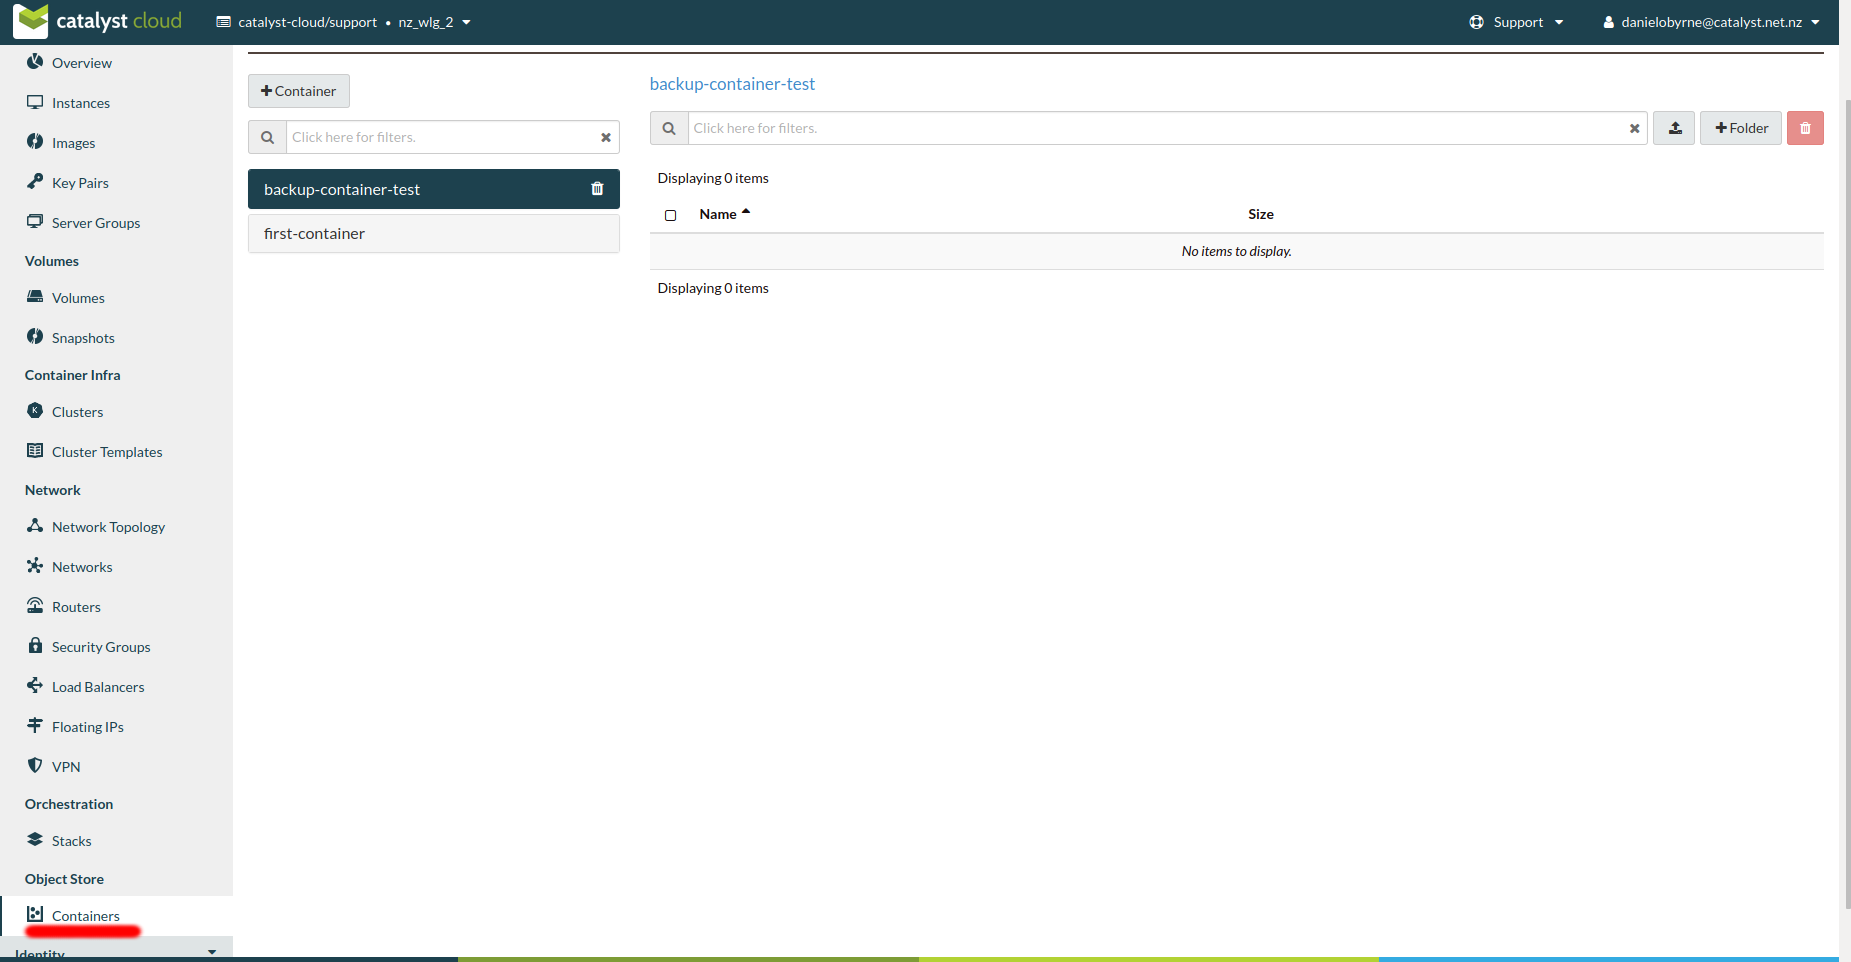 catalyst cloud
catalyst-cloud/support • nz_wlg_2
Support
danielobyrne@catalyst.net.nz
Overview
Instances
Images
Key Pairs
Server Groups
Volumes
Volumes
Snapshots
Container Infra
Clusters
Cluster Templates
Network
Network Topology
Networks
Routers
Security Groups
Load Balancers
Floating IPs
VPN
Orchestration
Stacks
Object Store
Containers
Identity
+Container
Click here for filters.
backup-container-test
first-container
backup-container-test
Click here for filters.
+Folder
Displaying 0 items
Name
Size
No items to display.
Displaying 0 items